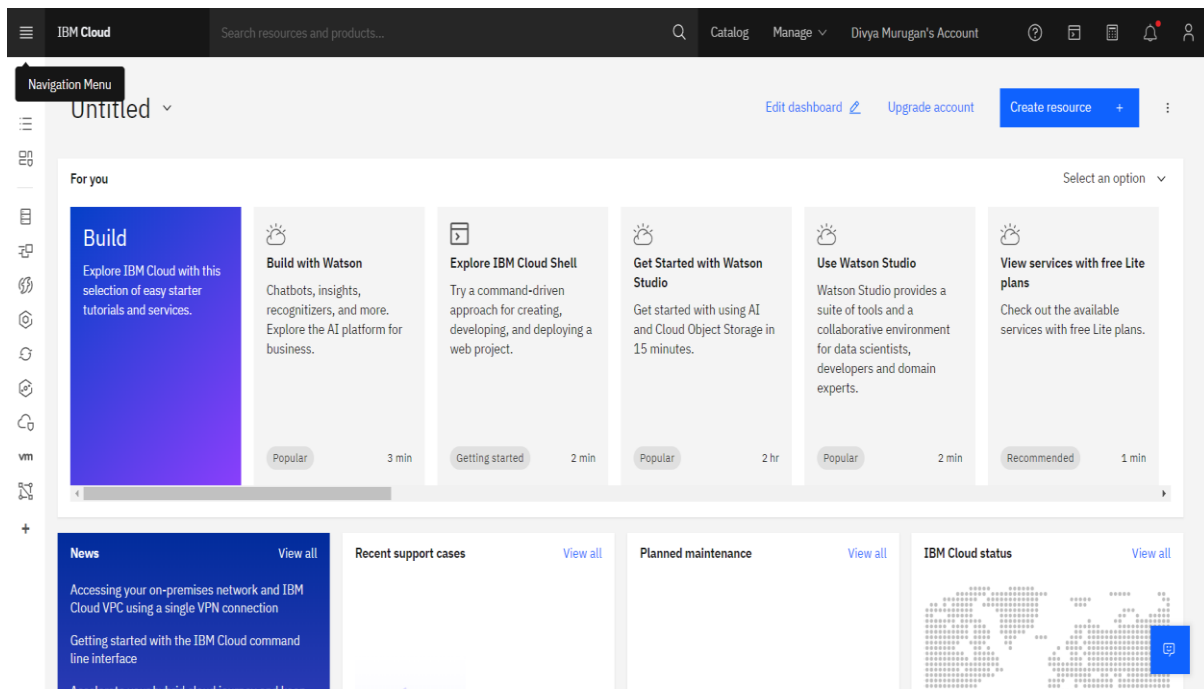 IBM Cloud
Search resources and products...
Catalog
Manage
Divya Murugan's Account
Navigation Menu
Untitled
Edit dashboard
Upgrade account
Create resource +
For you
Select an option
Build
Explore IBM Cloud with this
selection of easy starter
tutorials and services.
Build with Watson
Chatbots, insights,
recognizers, and more.
Explore the AI platform for
business.
Popular
3 min
Explore IBM Cloud Shell
Try a command-driven
approach for creating,
developing, and deploying a
web project.
Getting started
2 min
Get Started with Watson
Studio
Get started with using AI
and Cloud Object Storage in
15 minutes.
Popular
2 hr
Use Watson Studio
Watson Studio provides a
suite of tools and a
collaborative environment
for data scientists,
developers and domain
experts.
Popular
2 min
View services with free Lite
plans
Check out the available
services with free Lite plans.
Recommended
1 min
vm
News
View all
Accessing your on-premises network and IBM
Cloud VPC using a single VPN connection
Getting started with the IBM Cloud command
line interface
Recent support cases
View all
Planned maintenance
View all
IBM Cloud status
View all